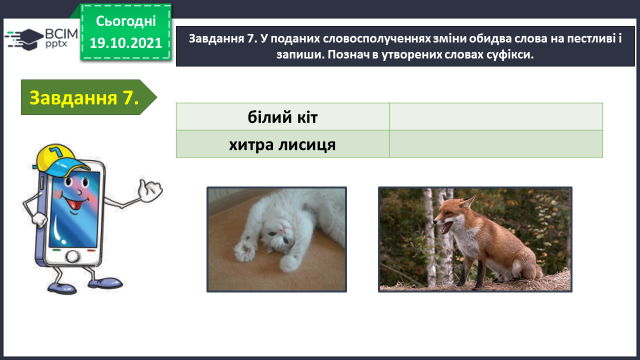 Сьогодні
19.10.2021
BCIM
pptx
Завдання 7. У поданих словосполученнях зміни обидва слова на пестливі і
запиши. Познач в утворених словах суфікси.
Завдання 7.
білий кіт
хитра лисиця